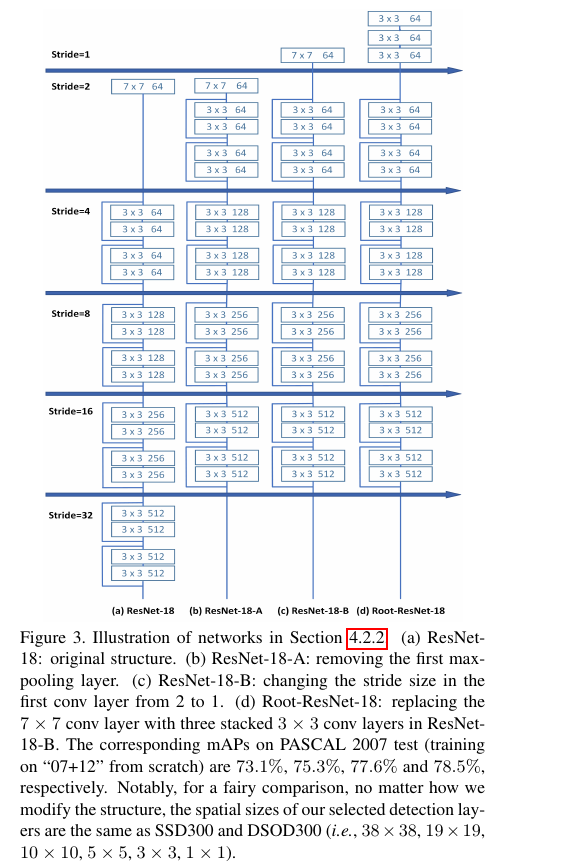 3 x 3 64
3 x 3 64
Stride=1 7 x 7 64 3 x 3 64
Stride=2 7 x 7 64 7 x 7 64
3 x 3 64 3 x 3 64 3 x 3 64
3 x 3 64 3 x 3 64 3 x 3 64
3 x 3 64 3 x 3 64 3 x 3 64
3 x 3 64 3 x 3 64 3 x 3 64
Stride=4 3 x 3 64 3 x 3 128 3 x 3 128 3 x 3 128
3 x 3 64 3 x 3 128 3 x 3 128 3 x 3 128
3 x 3 64 3 x 3 128 3 x 3 128 3 x 3 128
3 x 3 64 3 x 3 128 3 x 3 128 3 x 3 128
Stride=8 3 x 3 128 3 x 3 256 3 x 3 256 3 x 3 256
3 x 3 128 3 x 3 256 3 x 3 256 3 x 3 256
3 x 3 128 3 x 3 256 3 x 3 256 3 x 3 256
3 x 3 128 3 x 3 256 3 x 3 256 3 x 3 256
Stride=16 3 x 3 256 3 x 3 512 3 x 3 512 3 x 3 512
3 x 3 256 3 x 3 512 3 x 3 512 3 x 3 512
3 x 3 256 3 x 3 512 3 x 3 512 3 x 3 512
3 x 3 256 3 x 3 512 3 x 3 512 3 x 3 512
Stride=32 3 x 3 512
3 x 3 512
3 x 3 512
3 x 3 512
(a) ResNet-18 (b) ResNet-18-A (c) ResNet-18-B (d) Root-ResNet-18
Figure 3. Illustration of networks in Section 4.2.2. (a) ResNet-
18: original structure. (b) ResNet-18-A: removing the first max-
pooling layer. (c) ResNet-18-B: changing the stride size in the
first conv layer from 2 to 1. (d) Root-ResNet-18: replacing the
7 × 7 conv layer with three stacked 3 × 3 conv layers in ResNet-
18-B. The corresponding mAPs on PASCAL 2007 test (training
on “07+12” from scratch) are 73.1%, 75.3%, 77.6% and 78.5%,
respectively. Notably, for a fairy comparison, no matter how we
modify the structure, the spatial sizes of our selected detection lay-
ers are the same as SSD300 and DSOD300 (i.e., 38 × 38, 19 × 19,
10 × 10, 5 × 5, 3 × 3, 1 × 1).